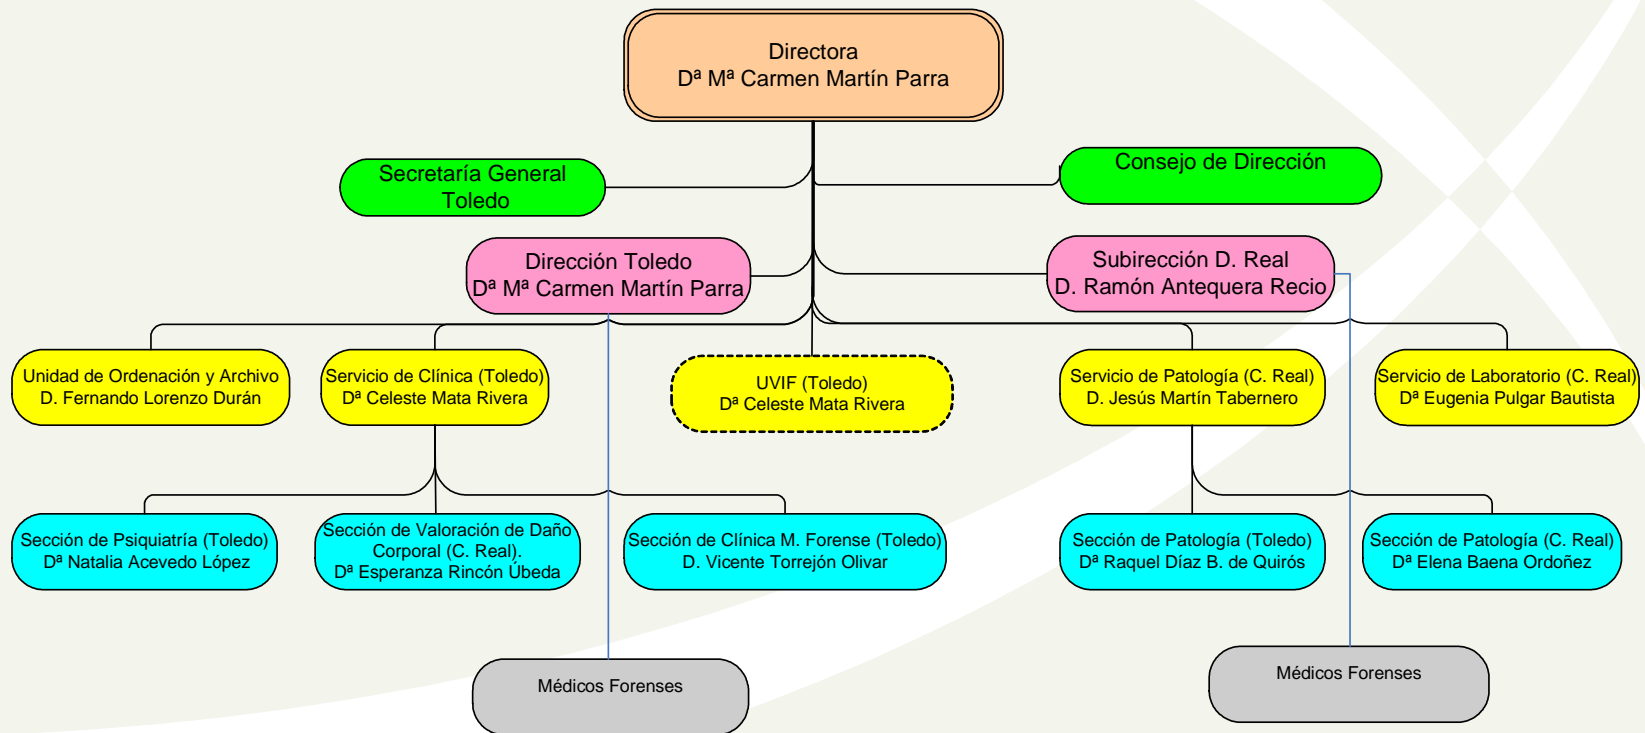 Directora
Dª Mª Carmen Martín Parra
Secretaría General
Toledo
Consejo de Dirección
Dirección Toledo
Dª Mª Carmen Martín Parra
Subirección D. Real
D. Ramón Antequera Recio
Unidad de Ordenación y Archivo
D. Fernando Lorenzo Durán
Servicio de Clínica (Toledo)
Dª Celeste Mata Rivera
UVIF (Toledo)
Dª Celeste Mata Rivera
Servicio de Patología (C. Real)
D. Jesús Martín Tabernero
Servicio de Laboratorio (C. Real)
Dª Eugenia Pulgar Bautista
Sección de Psiquiatría (Toledo)
Dª Natalia Acevedo López
Sección de Valoración de Daño
Corporal (C. Real).
Dª Esperanza Rincón Úbeda
Sección de Clínica M. Forense (Toledo)
D. Vicente Torrejón Olivar
Sección de Patología (Toledo)
Dª Raquel Díaz B. de Quirós
Sección de Patología (C. Real)
Dª Elena Baena Ordoñez
Médicos Forenses
Médicos Forenses